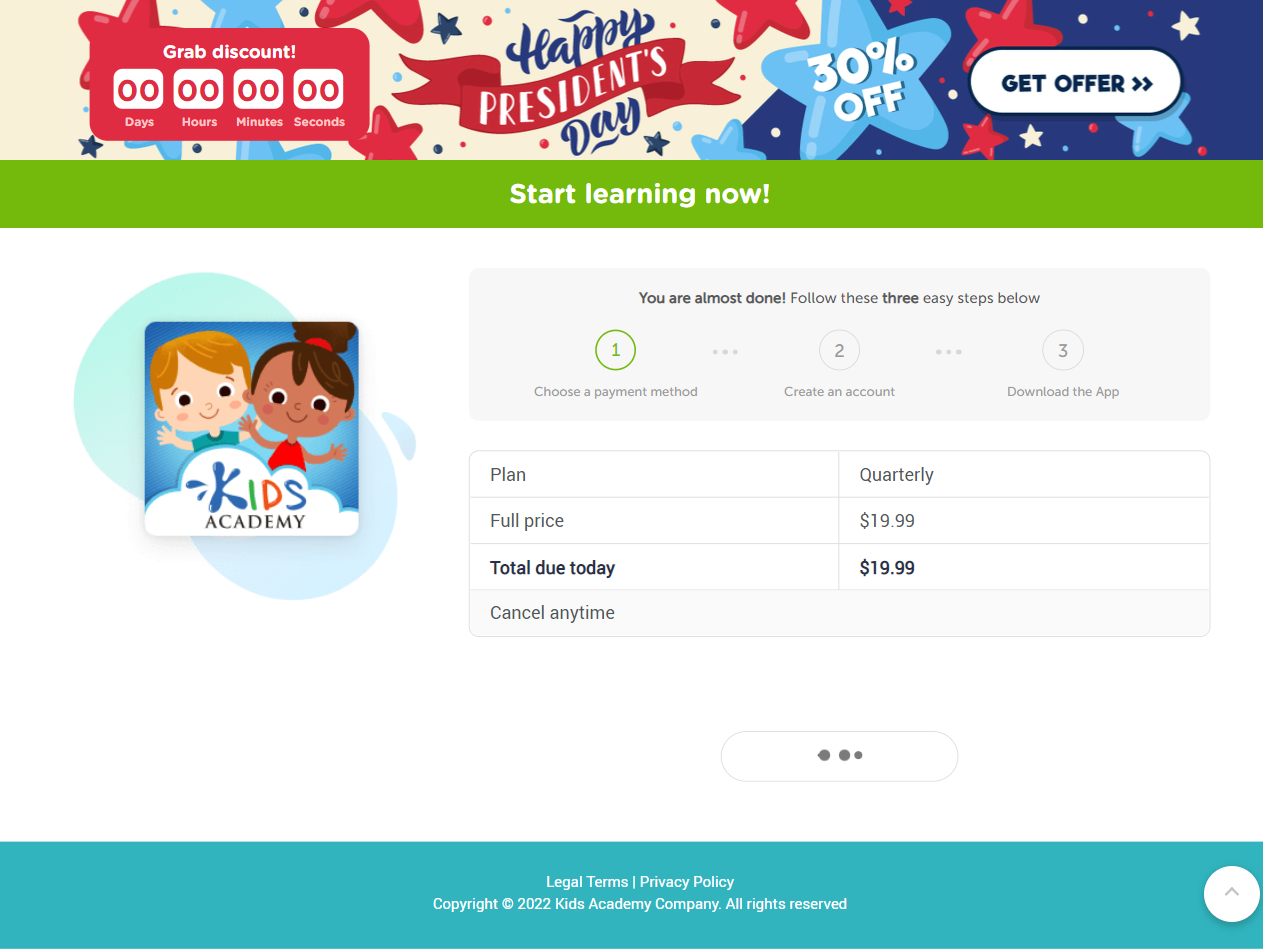 Grab discount!
00 00 00 00
Days Hours Minutes Seconds
Happy
PRESIDENT'S
Day
30%
OFF
GET OFFER >>
Start learning now!
KIDS
ACADEMY
You are almost done! Follow these three easy steps below
1 ... 2 ... 3
Choose a payment method Create an account Download the App
Plan Quarterly
Full price $19.99
Total due today $19.99
Cancel anytime
Legal Terms | Privacy Policy
Copyright © 2022 Kids Academy Company. All rights reserved